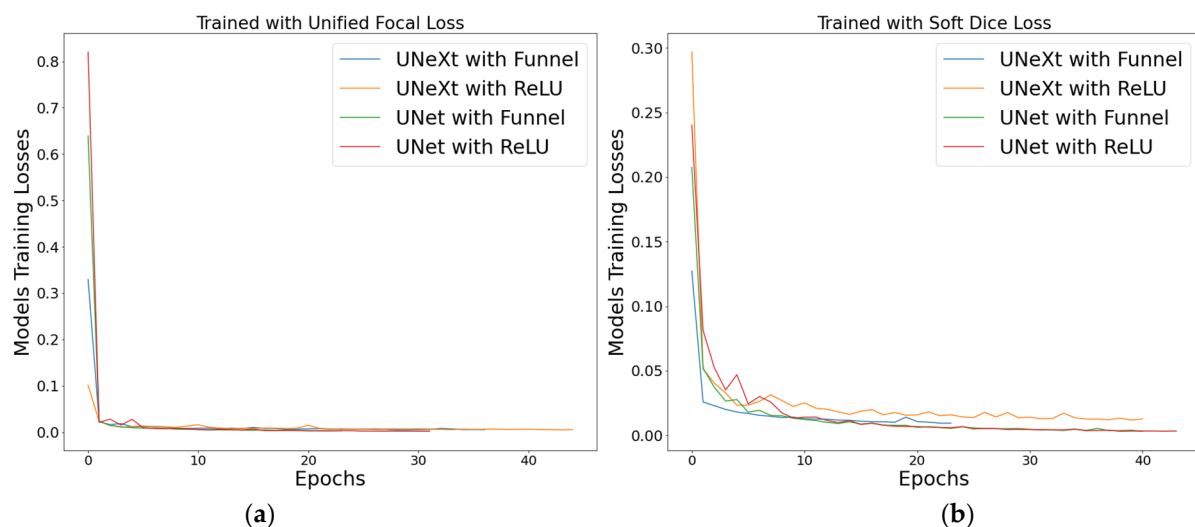 Trained with Unified Focal Loss
UNeXt with Funnel
UNeXt with ReLU
UNet with Funnel
UNet with ReLU
Models Training Losses
0.8
0.7
0.6
0.5
0.4
0.3
0.2
0.1
0.0
0 10 20 30 40
Epochs
(a)
Trained with Soft Dice Loss
UNeXt with Funnel
UNeXt with ReLU
UNet with Funnel
UNet with ReLU
Models Training Losses
0.30
0.25
0.20
0.15
0.10
0.05
0.00
0 10 20 30 40
Epochs
(b)